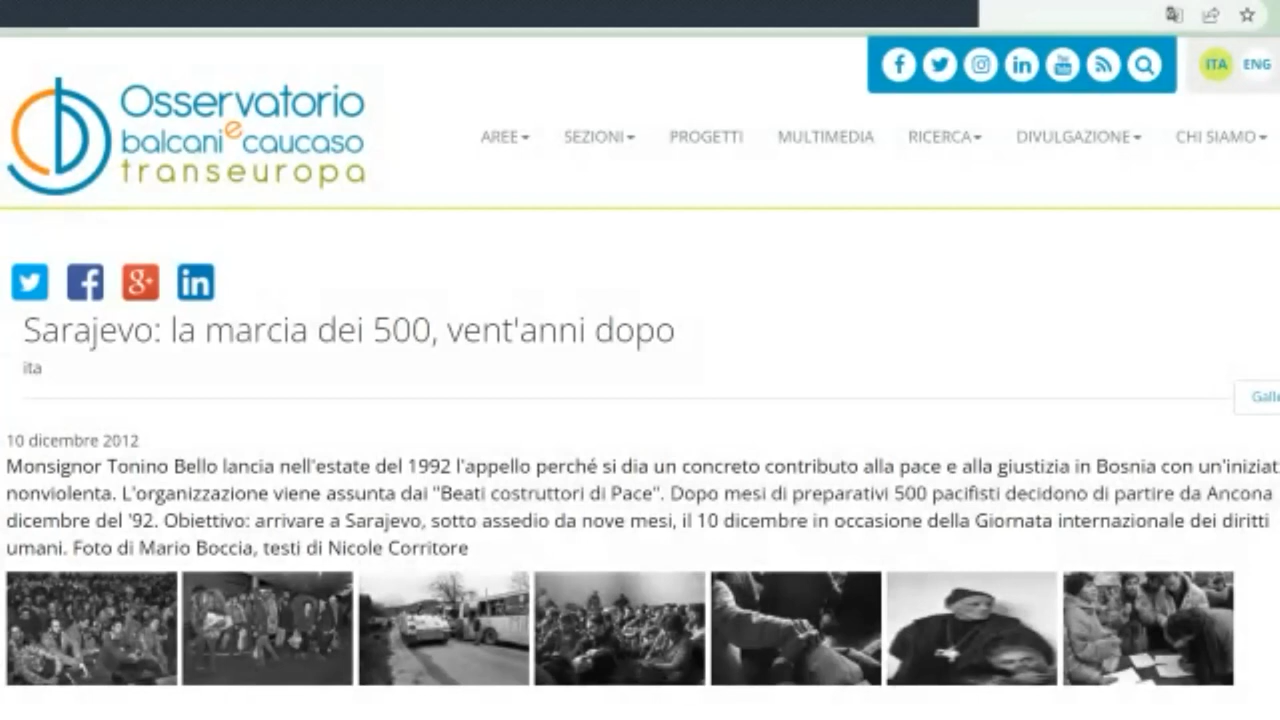 ITA ENG
Osservatorio
balcani e caucaso
transeuropa
AREE SEZIONI PROGETTI MULTIMEDIA RICERCA DIVULGAZIONE CHI SIAMO
Sarajevo: la marcia dei 500, vent'anni dopo
ita
Galle
10 dicembre 2012
Monsignor Tonino Bello lancia nell'estate del 1992 l'appello perché si dia un concreto contributo alla pace e alla giustizia in Bosnia con un'iniziat
nonviolenta. L'organizzazione viene assunta dai "Beati costruttori di Pace". Dopo mesi di preparativi 500 pacifisti decidono di partire da Ancona
dicembre del '92. Obiettivo: arrivare a Sarajevo, sotto assedio da nove mesi, il 10 dicembre in occasione della Giornata internazionale dei diritti
umani. Foto di Mario Boccia, testi di Nicole Corritore